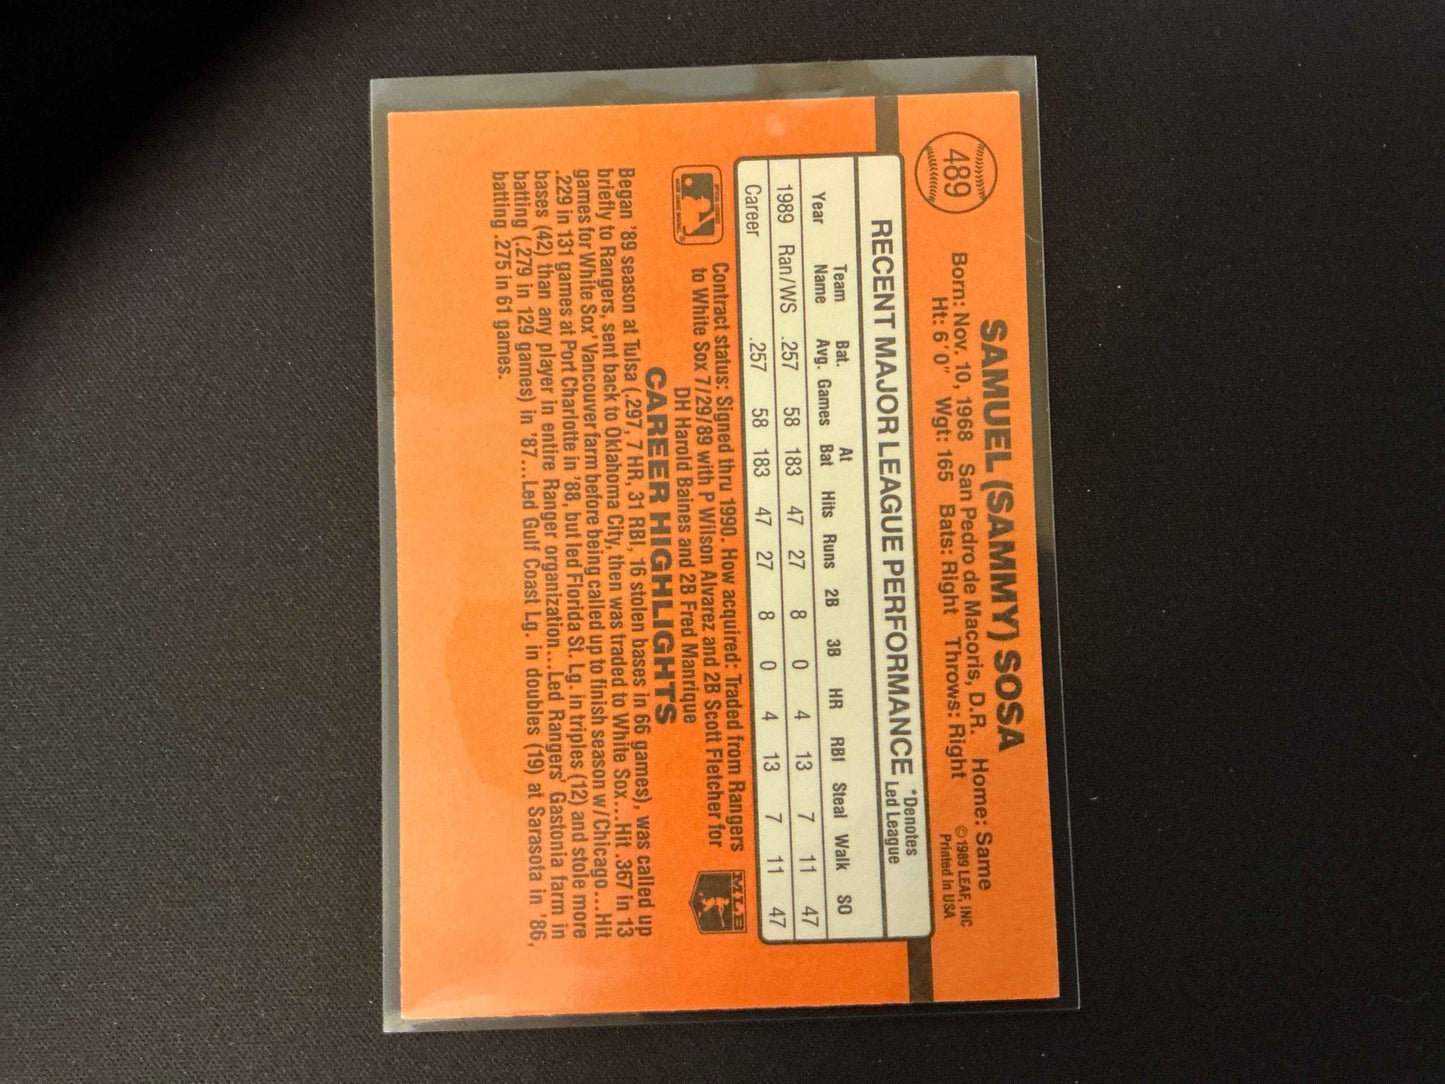 489
SAMUEL (SAMMY) SOSA
Born: Nov. 10, 1968 San Pedro de Macoris, D.R. Home: Same
Ht: 6'0" Wgt: 165 Bats: Right Throws: Right
©1989 LEAF, INC
Printed in USA
RECENT MAJOR LEAGUE PERFORMANCE
*Denotes
Led League
Year Team Name Bat. Avg. Games At Bat Hits Runs 2B 3B HR RBI Steal Walk SO
1989 Ran/WS .257 58 183 47 27 8 0 4 13 7 11 47
Career .257 58 183 47 27 8 0 4 13 7 11 47
Contract status: Signed thru 1990. How acquired: Traded from Rangers
to White Sox 7/29/89 with P Wilson Alvarez and 2B Scott Fletcher for
DH Harold Baines and 2B Fred Manrique
MLB
CAREER HIGHLIGHTS
Began '89 season at Tulsa (.297, 7 HR, 31 RBI, 16 stolen bases in 66 games), was called up
briefly to Rangers, sent back to Oklahoma City, then was traded to White Sox...Hit .367 in 13
games for White Sox' Vancouver farm before being called up to finish season w/Chicago...Hit
.229 in 131 games at Port Charlotte in '88, but led Florida St. Lg. in triples (12) and stole more
bases (42) than any player in entire Ranger organization...Led Rangers' Gastonia farm in
batting (.279 in 129 games) in '87...Led Gulf Coast Lg. in doubles (19) at Sarasota in '86,
batting .275 in 61 games.